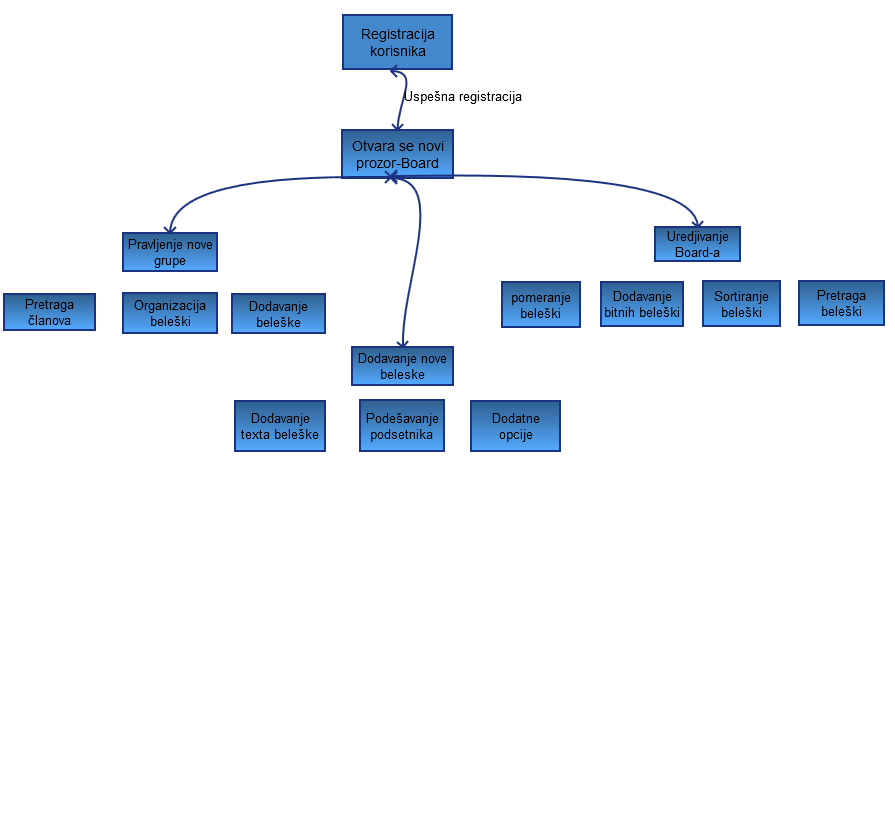 Registracija
korisnika
Uspešna registracija
Otvara se novi
prozor-Board
Pravljenje nove
grupe
Uredjivanje
Board-a
Pretraga
članova
Organizacija
beleški
Dodavanje
beleške
pomeranje
beleški
Dodavanje
bitnih beleški
Sortiranje
beleški
Pretraga
beleški
Dodavanje nove
beleske
Dodavanje
texta beleške
Podešavanje
podsetnika
Dodatne
opcije